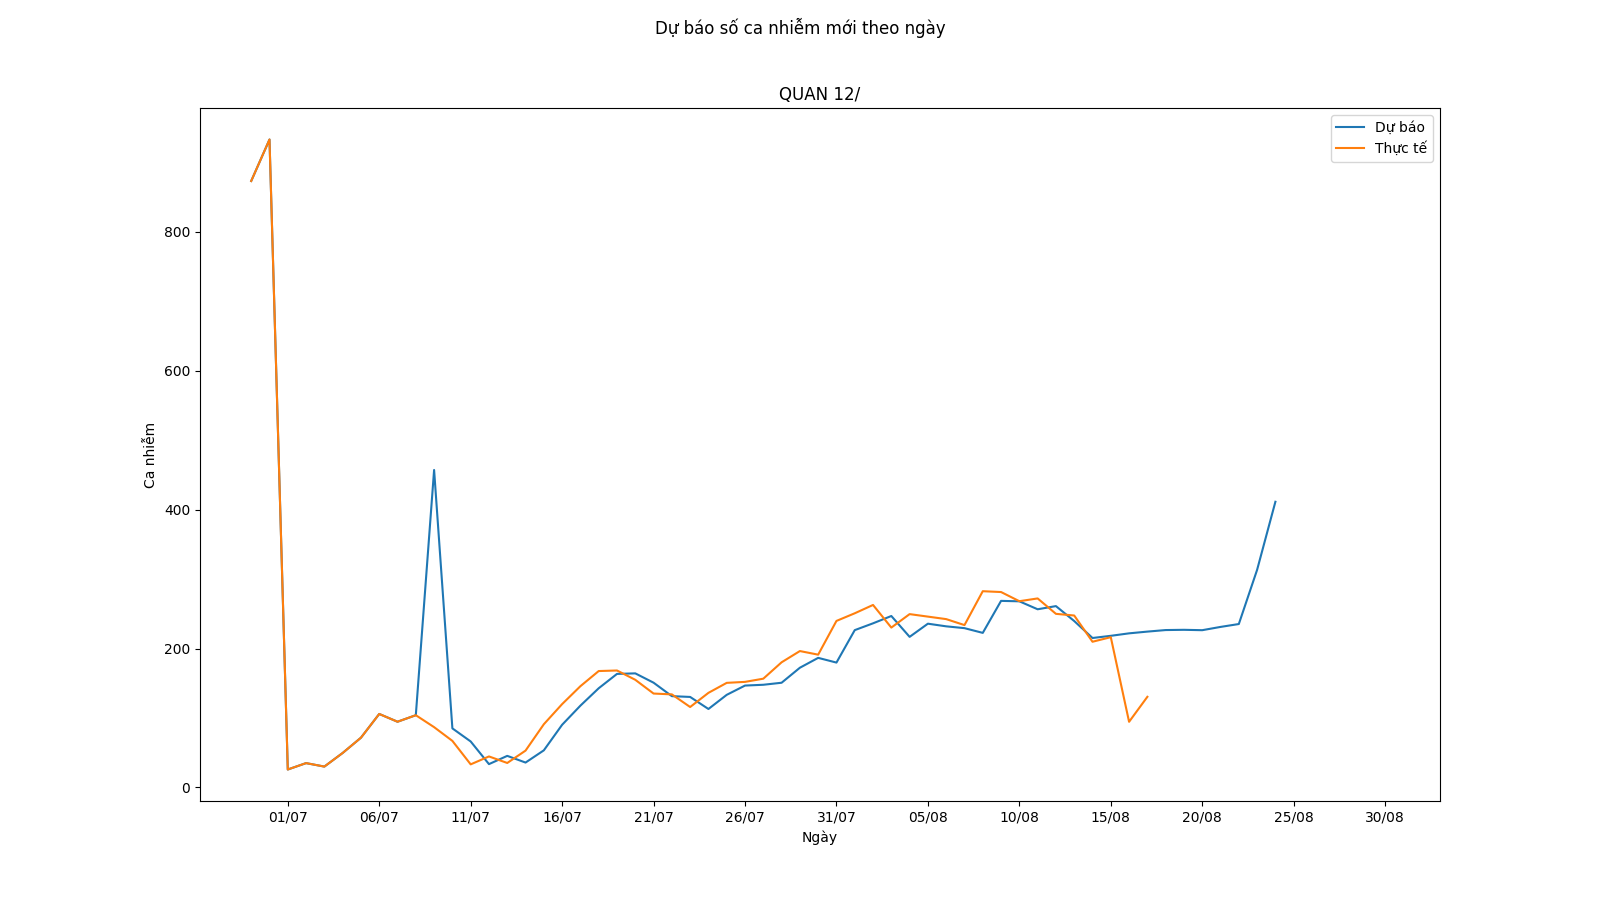 Dự báo số ca nhiễm mới theo ngày
QUAN 12/
Dự báo
Thực tế
800
600
400
200
0
Ca nhiễm
01/07 06/07 11/07 16/07 21/07 26/07 31/07 05/08 10/08 15/08 20/08 25/08 30/08
Ngày